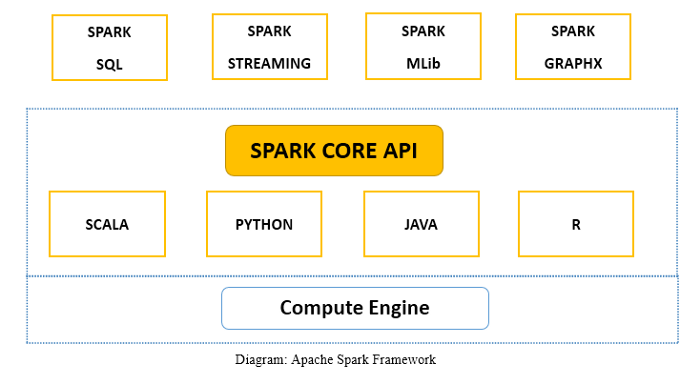 SPARK
SQL
SPARK
STREAMING
SPARK
MLib
SPARK
GRAPHX
SPARK CORE API
SCALA
PYTHON
JAVA
R
Compute Engine
Diagram: Apache Spark Framework